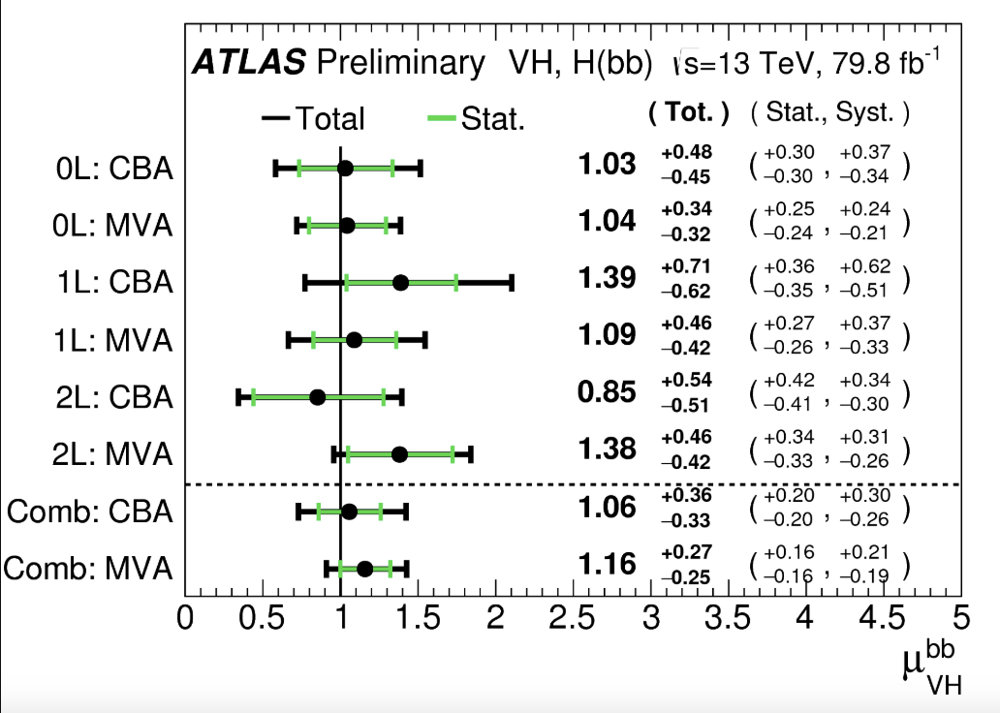 ATLAS Preliminary VH, H(bb) √s=13 TeV, 79.8 fb⁻¹
Total Stat. ( Tot. ) ( Stat., Syst. )
0L: CBA 1.03 +0.48 −0.45 ( +0.30 −0.30 , +0.37 −0.34 )
0L: MVA 1.04 +0.34 −0.32 ( +0.25 −0.24 , +0.24 −0.21 )
1L: CBA 1.39 +0.71 −0.62 ( +0.36 −0.35 , +0.62 −0.51 )
1L: MVA 1.09 +0.46 −0.42 ( +0.27 −0.26 , +0.37 −0.33 )
2L: CBA 0.85 +0.54 −0.51 ( +0.42 −0.41 , +0.34 −0.30 )
2L: MVA 1.38 +0.46 −0.42 ( +0.34 −0.33 , +0.31 −0.26 )
Comb: CBA 1.06 +0.36 −0.33 ( +0.20 −0.20 , +0.30 −0.26 )
Comb: MVA 1.16 +0.27 −0.25 ( +0.16 −0.16 , +0.21 −0.19 )
0 0.5 1 1.5 2 2.5 3 3.5 4 4.5 5
μ bb VH